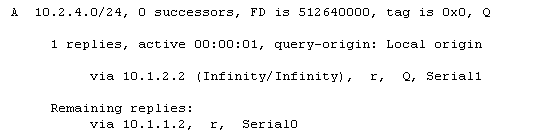 A 10.2.4.0/24, 0 successors, FD is 512640000, tag is 0x0, Q
1 replies, active 00:00:01, query-origin: Local origin
via 10.1.2.2 (Infinity/Infinity), r, Q, Serial1
Remaining replies:
via 10.1.1.2, r, Serial0